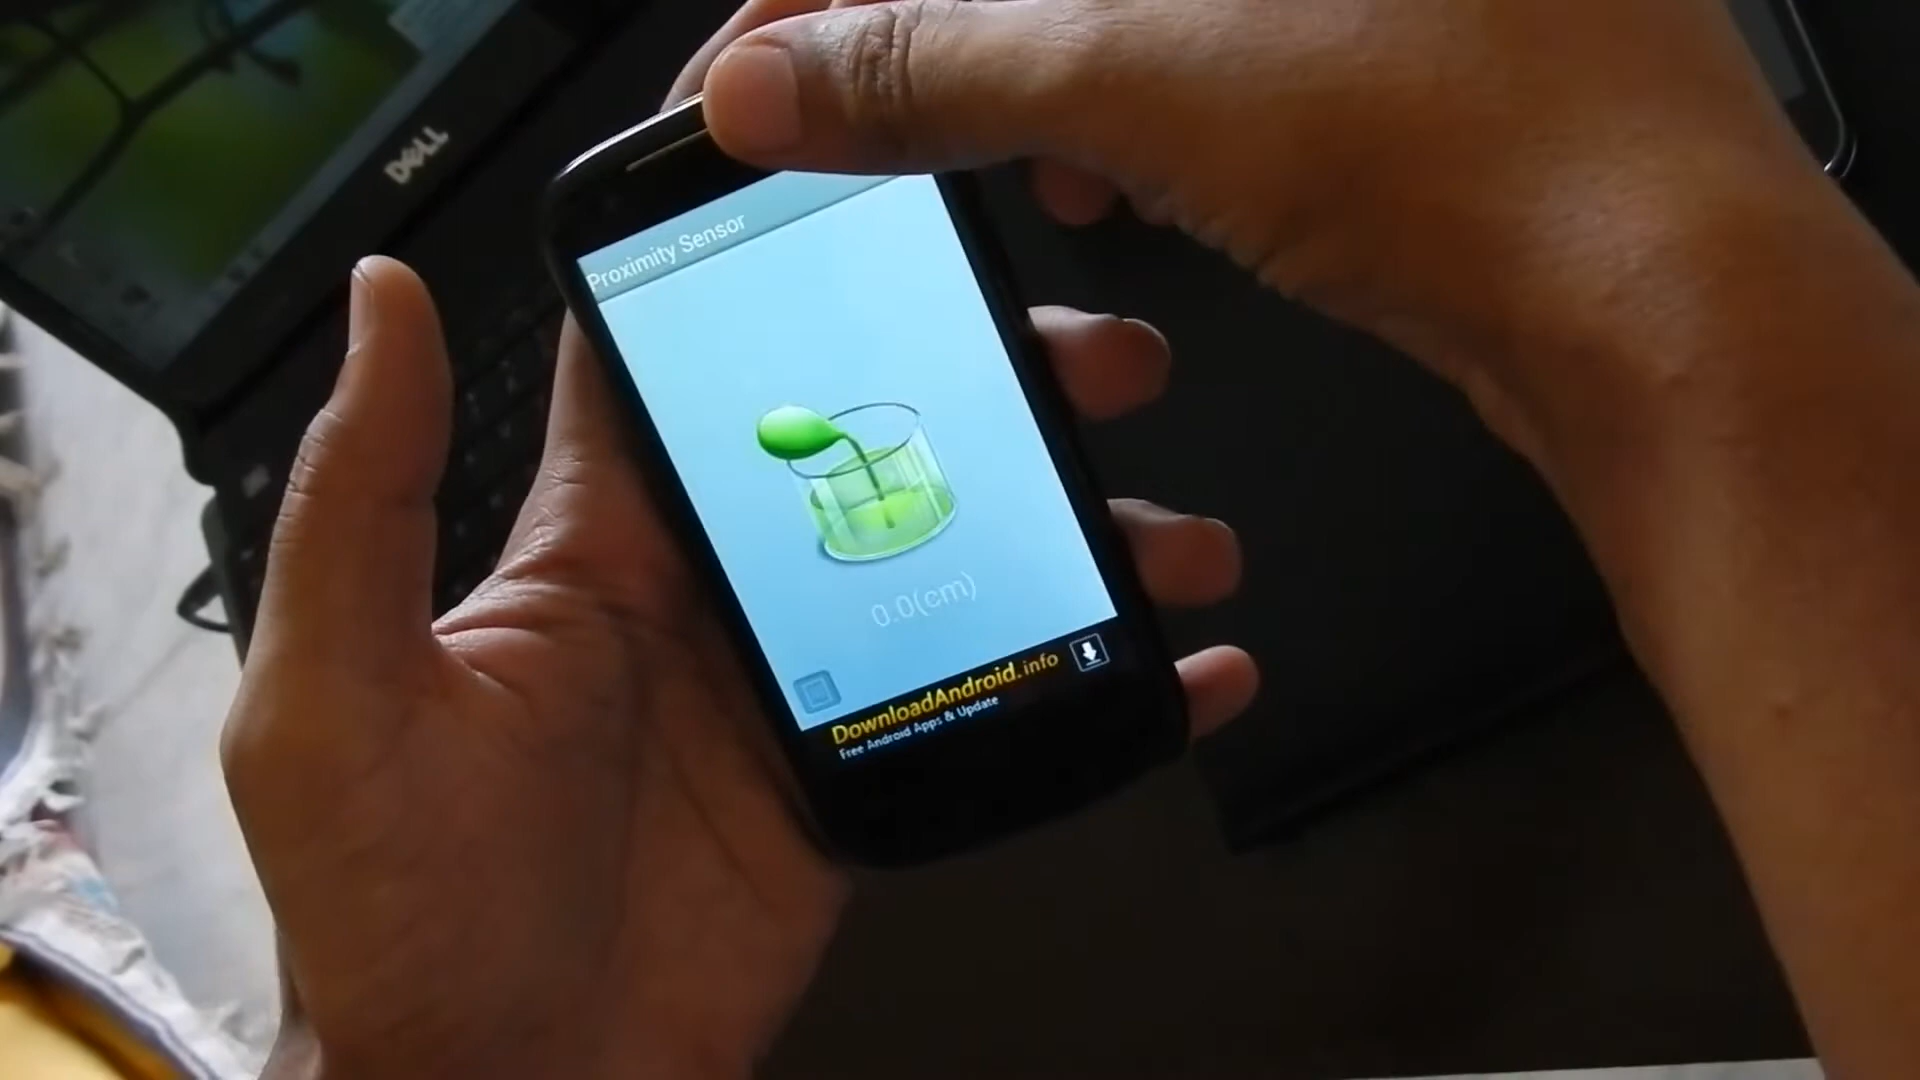 DELL
Proximity Sensor
0.0(cm)
DownloadAndroid.info
Free Android Apps & Update